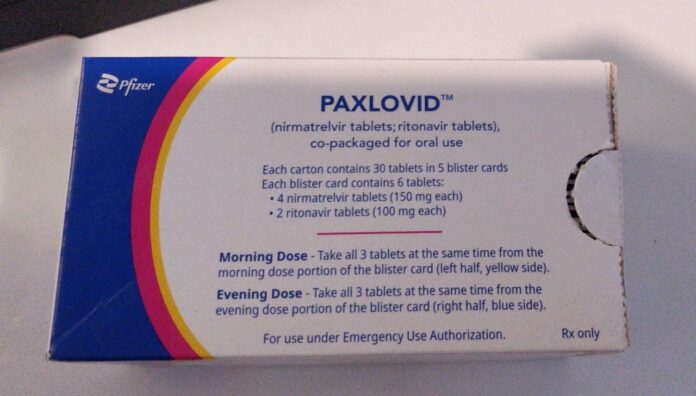 Pfizer
PAXLOVID™
(nirmatrelvir tablets; ritonavir tablets),
co-packaged for oral use
Each carton contains 30 tablets in 5 blister cards
Each blister card contains 6 tablets:
• 4 nirmatrelvir tablets (150 mg each)
• 2 ritonavir tablets (100 mg each)
Morning Dose - Take all 3 tablets at the same time from the
morning dose portion of the blister card (left half, yellow side).
Evening Dose - Take all 3 tablets at the same time from the
evening dose portion of the blister card (right half, blue side).
For use under Emergency Use Authorization.
Rx only